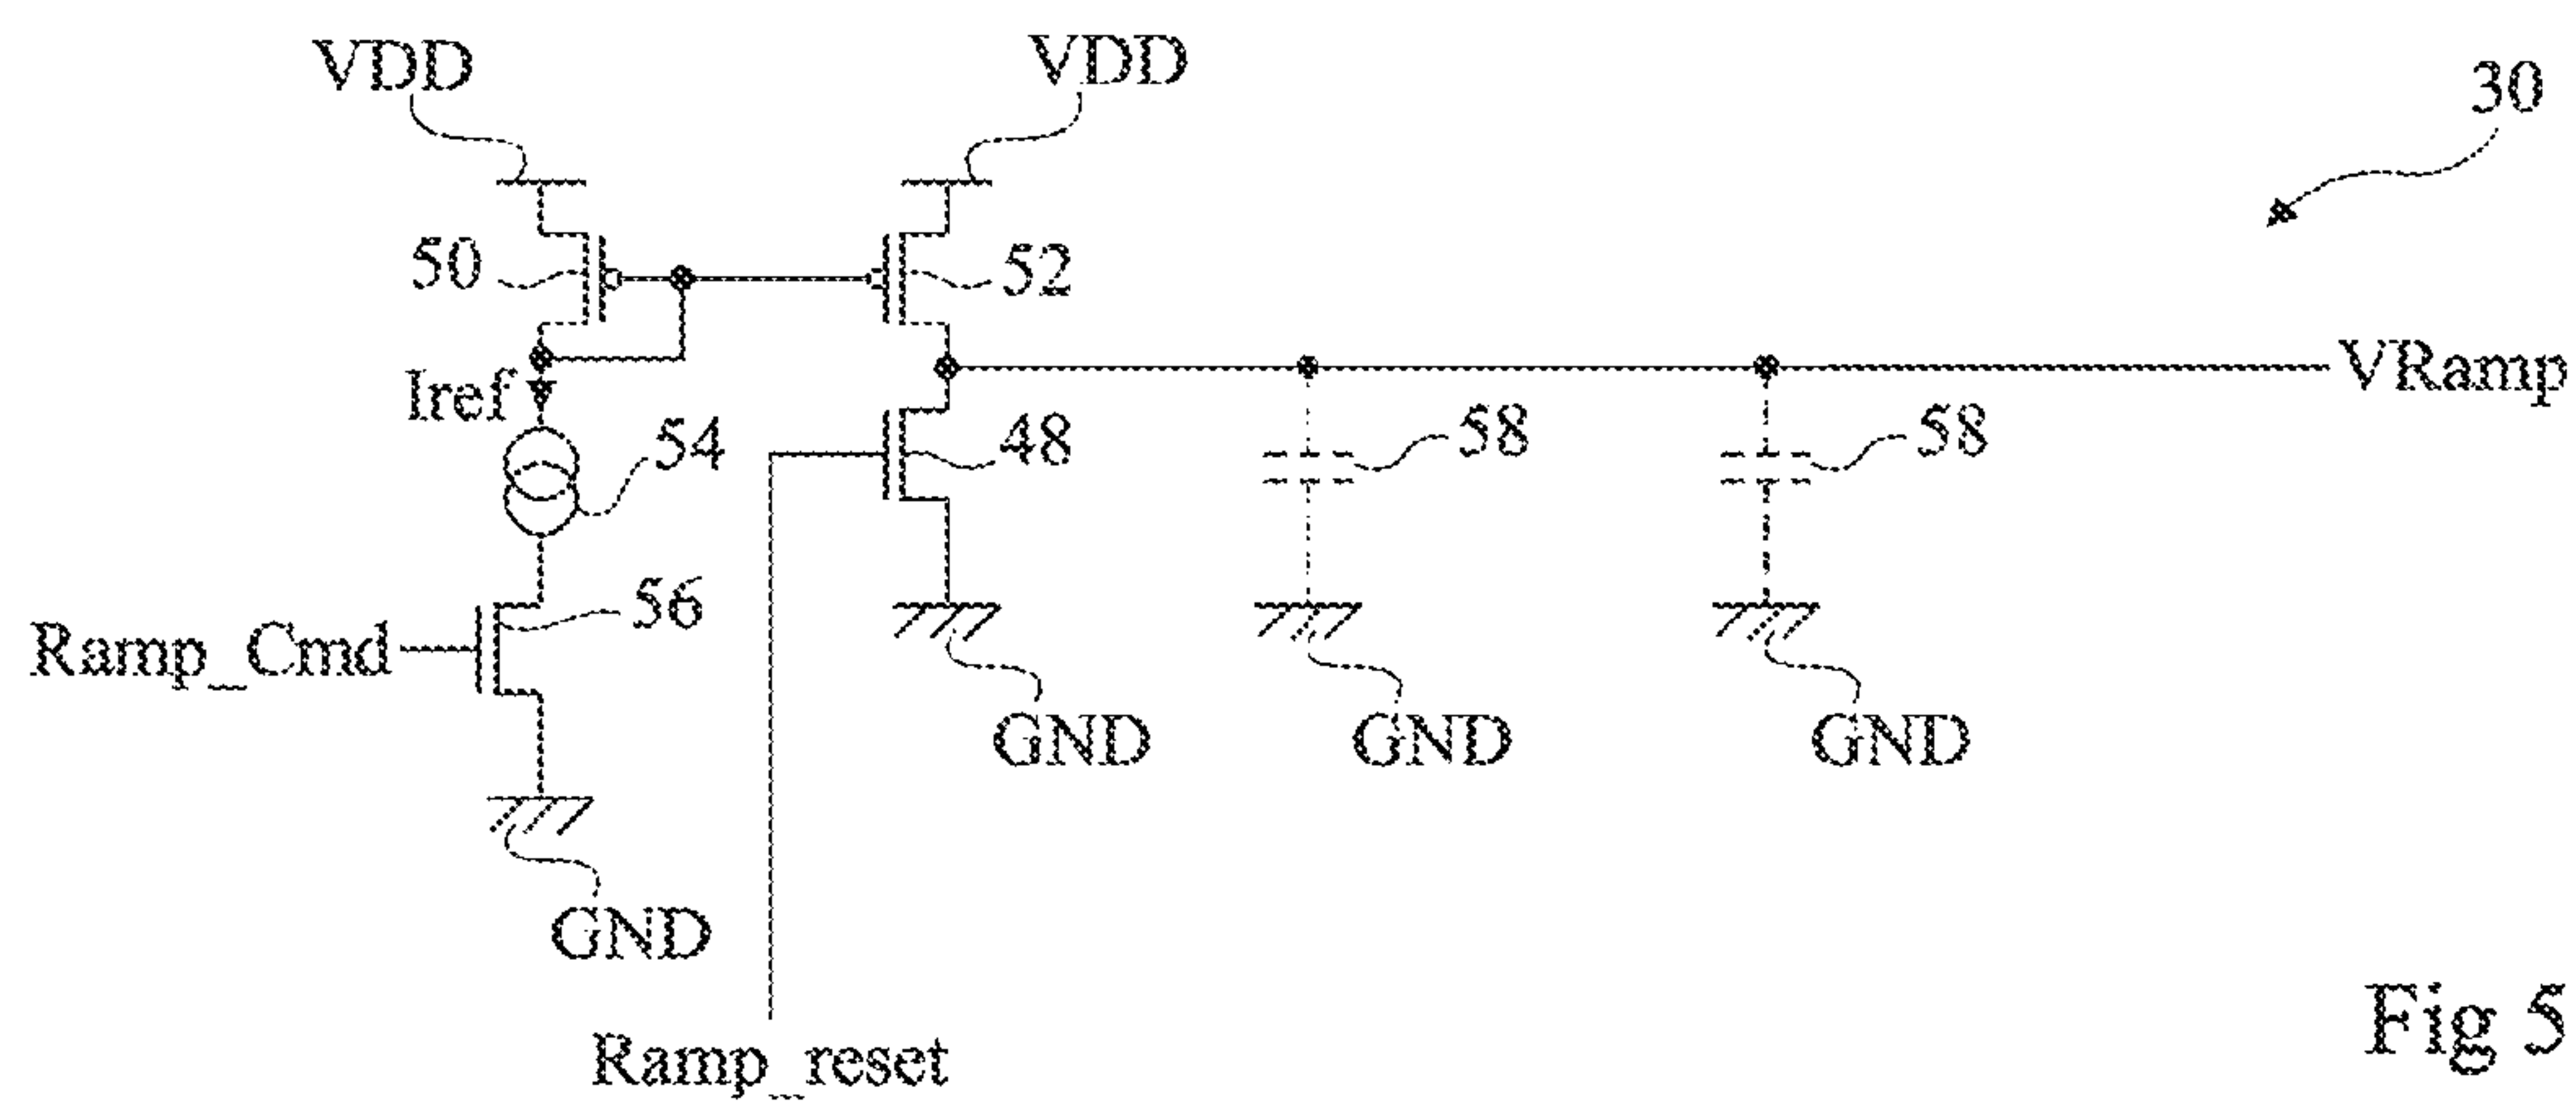 VDD
VDD
30
50
52
Iref
VRamp
54
48
58
58
56
Ramp_Cmd
GND
GND
GND
GND
Ramp_reset
Fig 5